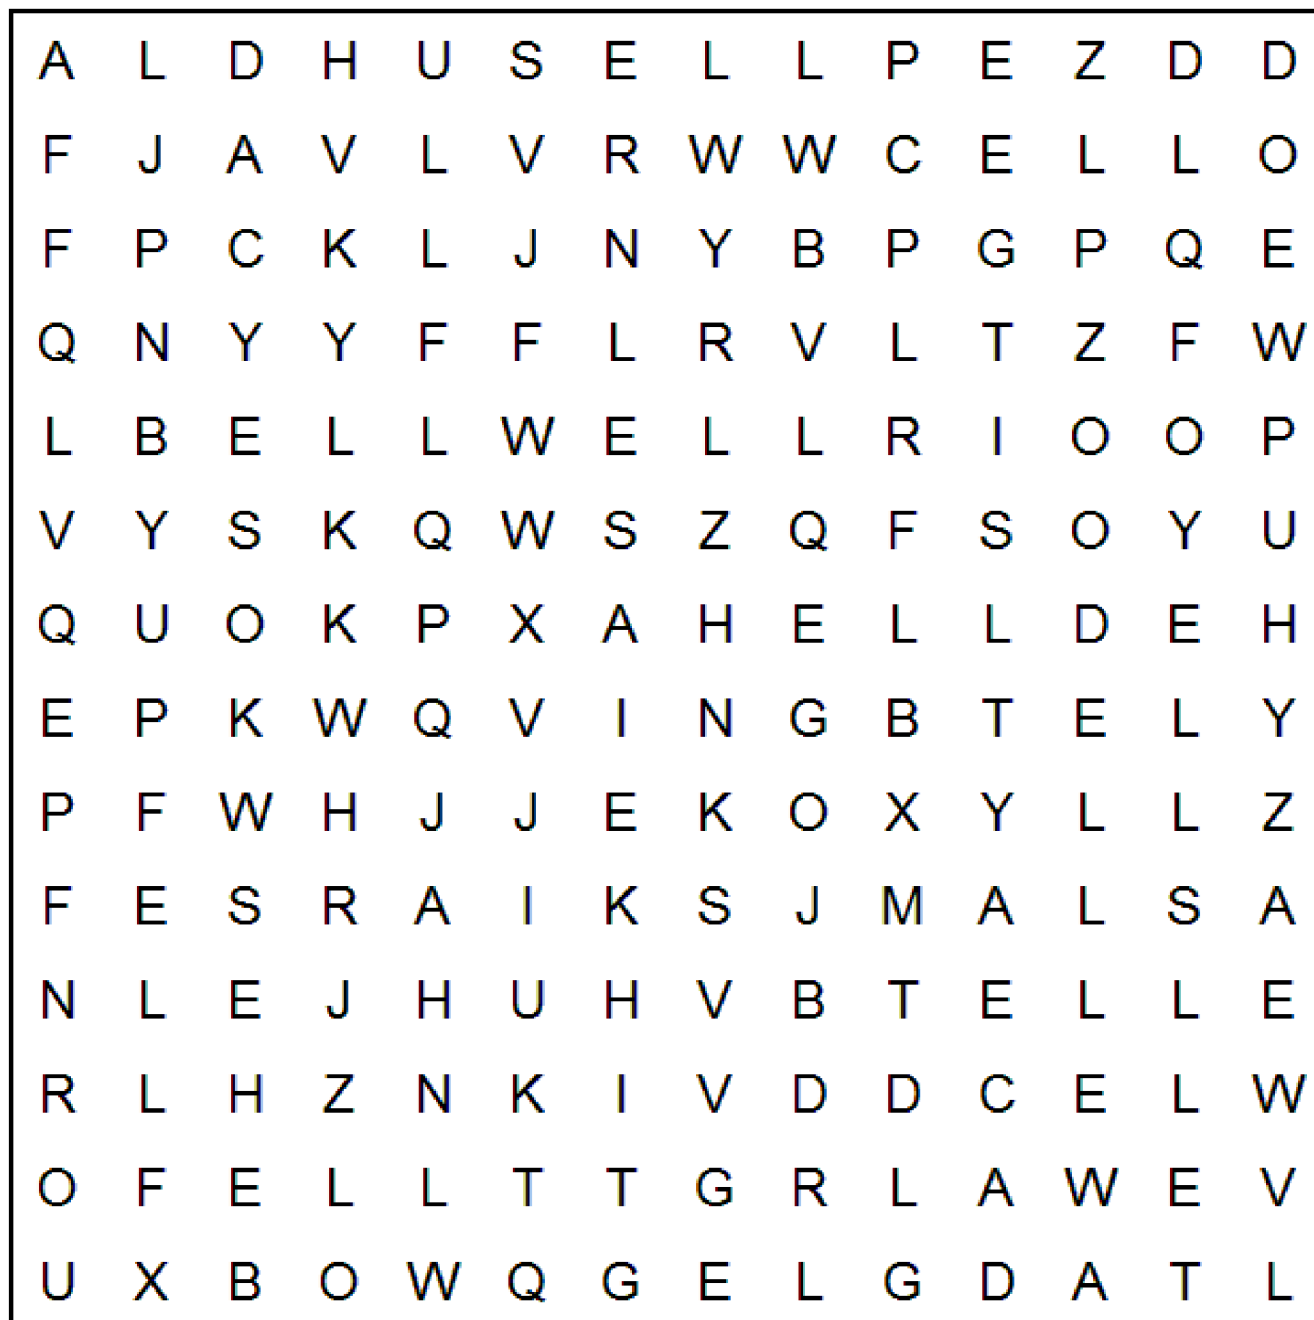 A L D H U S E L L P E Z D D
F J A V L V R W W C E L L O
F P C K L J N Y B P G P Q E
Q N Y Y F F L R V L T Z F W
L B E L L W E L L R I O O P
V Y S K Q W S Z Q F S O Y U
Q U O K P X A H E L L D E H
E P K W Q V I N G B T E L Y
P F W H J J E K O X Y L L Z
F E S R A I K S J M A L S A
N L E J H U H V B T E L L E
R L H Z N K I V D D C E L W
O F E L L T T G R L A W E V
U X B O W Q G E L G D A T L